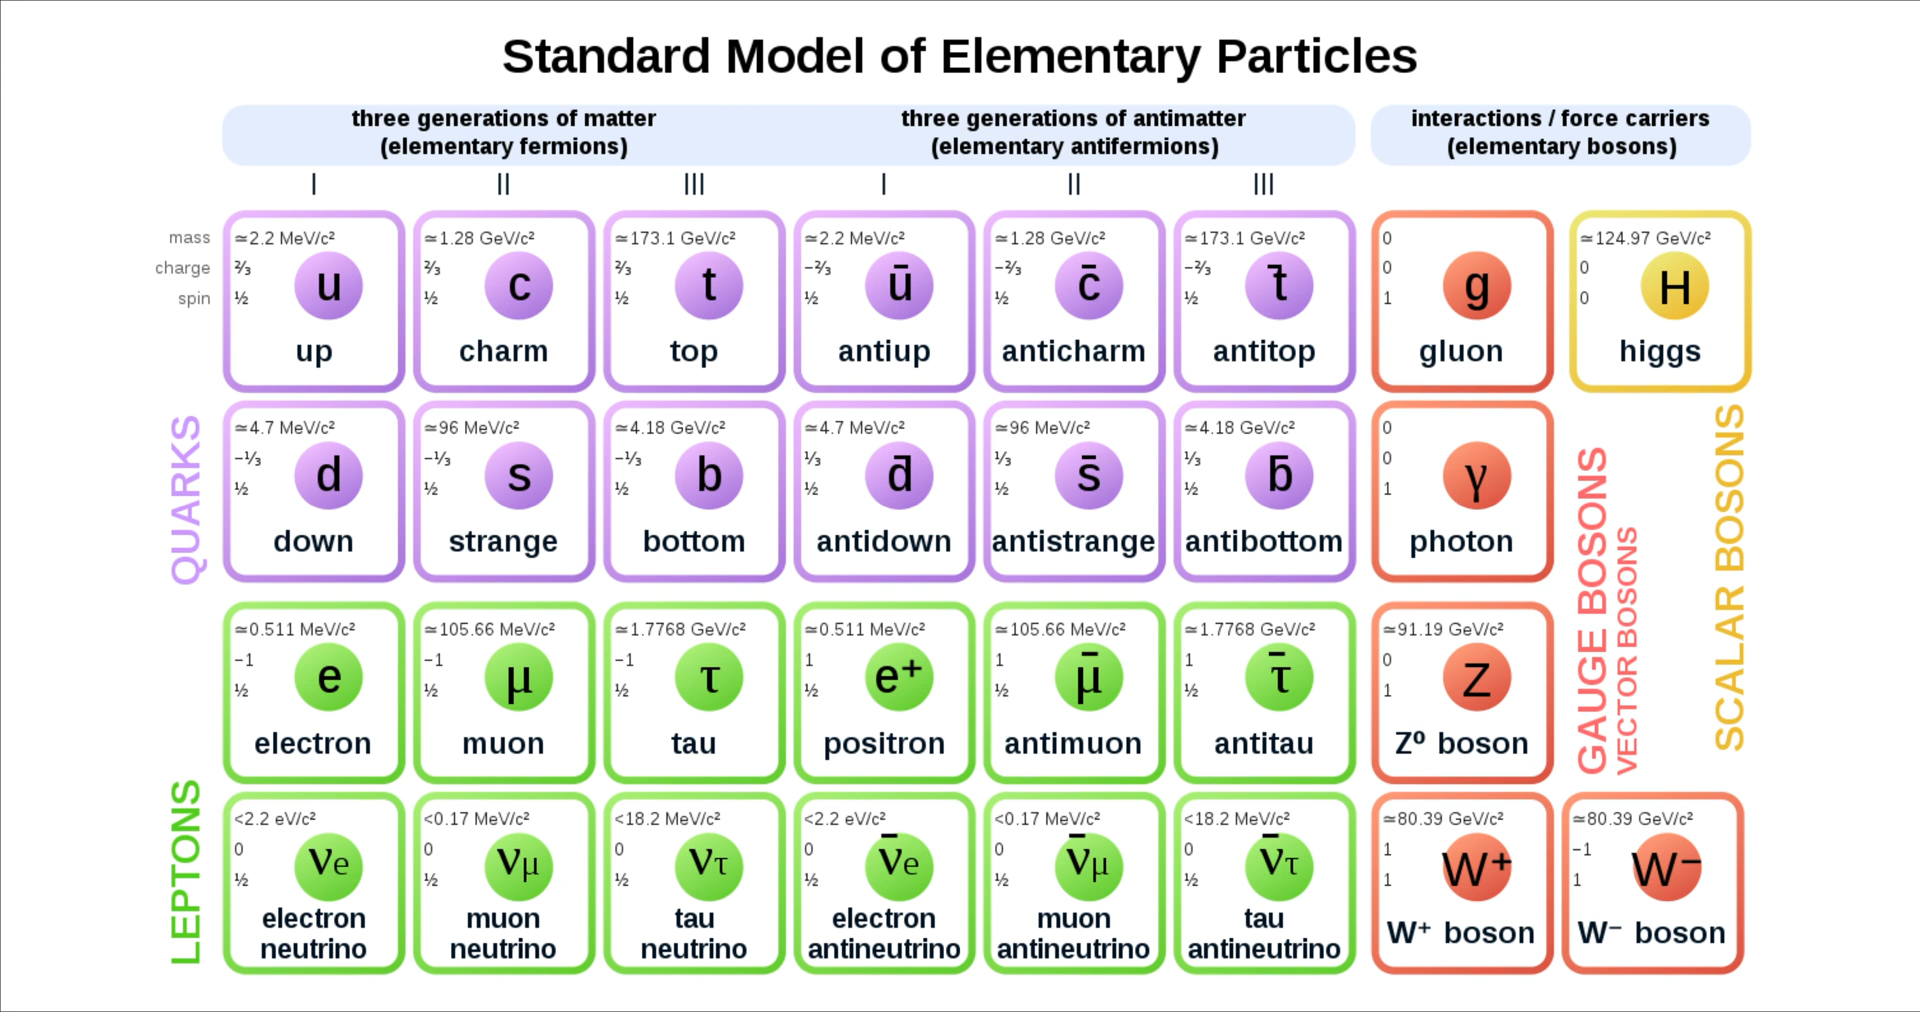 Standard Model of Elementary Particles
three generations of matter
(elementary fermions)
three generations of antimatter
(elementary antifermions)
interactions / force carriers
(elementary bosons)
I
II
III
I
II
III
mass
charge
spin
≃2.2 MeV/c²
⅔
½
u
up
≃1.28 GeV/c²
⅔
½
c
charm
≃173.1 GeV/c²
⅔
½
t
top
≃2.2 MeV/c²
−⅔
½
ū
antiup
≃1.28 GeV/c²
−⅔
½
c̄
anticharm
≃173.1 GeV/c²
−⅔
½
t̄
antitop
0
0
1
g
gluon
≃124.97 GeV/c²
0
0
H
higgs
QUARKS
≃4.7 MeV/c²
−⅓
½
d
down
≃96 MeV/c²
−⅓
½
s
strange
≃4.18 GeV/c²
−⅓
½
b
bottom
≃4.7 MeV/c²
⅓
½
d̄
antidown
≃96 MeV/c²
⅓
½
s̄
antistrange
≃4.18 GeV/c²
⅓
½
b̄
antibottom
0
0
1
γ
photon
≃0.511 MeV/c²
−1
½
e
electron
≃105.66 MeV/c²
−1
½
μ
muon
≃1.7768 GeV/c²
−1
½
τ
tau
≃0.511 MeV/c²
1
½
e⁺
positron
≃105.66 MeV/c²
1
½
μ̄
antimuon
≃1.7768 GeV/c²
1
½
τ̄
antitau
≃91.19 GeV/c²
0
1
Z
Z⁰ boson
GAUGE BOSONS
VECTOR BOSONS
SCALAR BOSONS
LEPTONS
<2.2 eV/c²
0
½
νe
electron
neutrino
<0.17 MeV/c²
0
½
νμ
muon
neutrino
<18.2 MeV/c²
0
½
ντ
tau
neutrino
<2.2 eV/c²
0
½
ν̄e
electron
antineutrino
<0.17 MeV/c²
0
½
ν̄μ
muon
antineutrino
<18.2 MeV/c²
0
½
ν̄τ
tau
antineutrino
≃80.39 GeV/c²
1
1
W⁺
W⁺ boson
≃80.39 GeV/c²
−1
1
W⁻
W⁻ boson